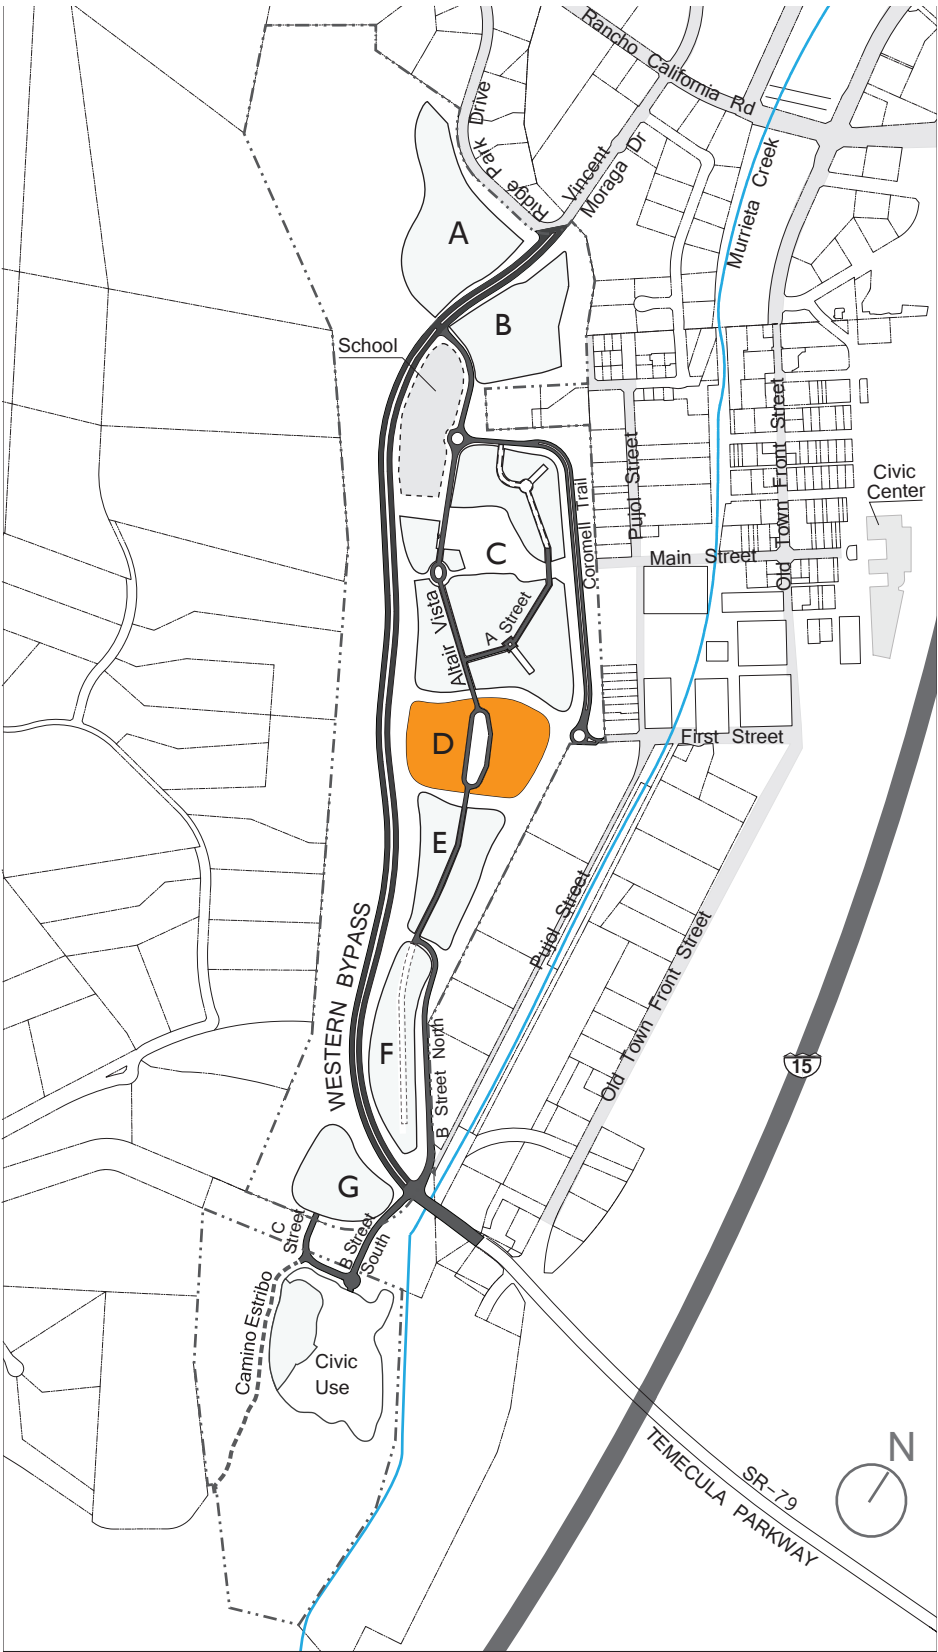 Rancho California Rd
Ridge Park Drive
Vincent
Moraga Dr
Murrieta Creek
A
B
School
Old Town Front Street
Pujol Street
Civic
Center
Coromell Trail
Main Street
C
Altair Vista
A Street
D
First Street
E
Pujol Street
Old Town Front Street
WESTERN BYPASS
F
B Street North
15
G
C
Street
B Street
South
Camino Estribo
Civic
Use
N
SR-79
TEMECULA PARKWAY